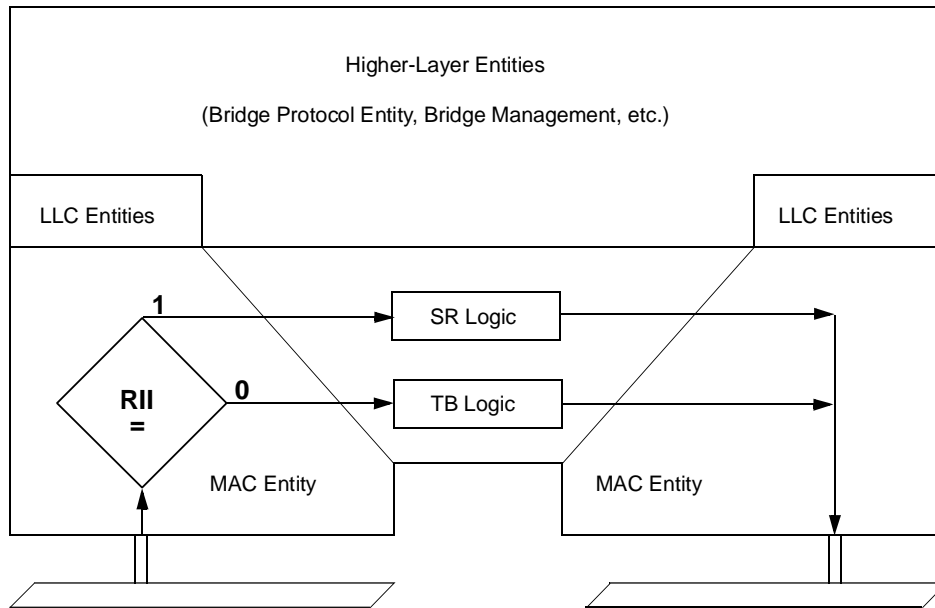 Higher-Layer Entities
(Bridge Protocol Entity, Bridge Management, etc.)
LLC Entities
LLC Entities
1
SR Logic
0
TB Logic
RII
=
MAC Entity
MAC Entity